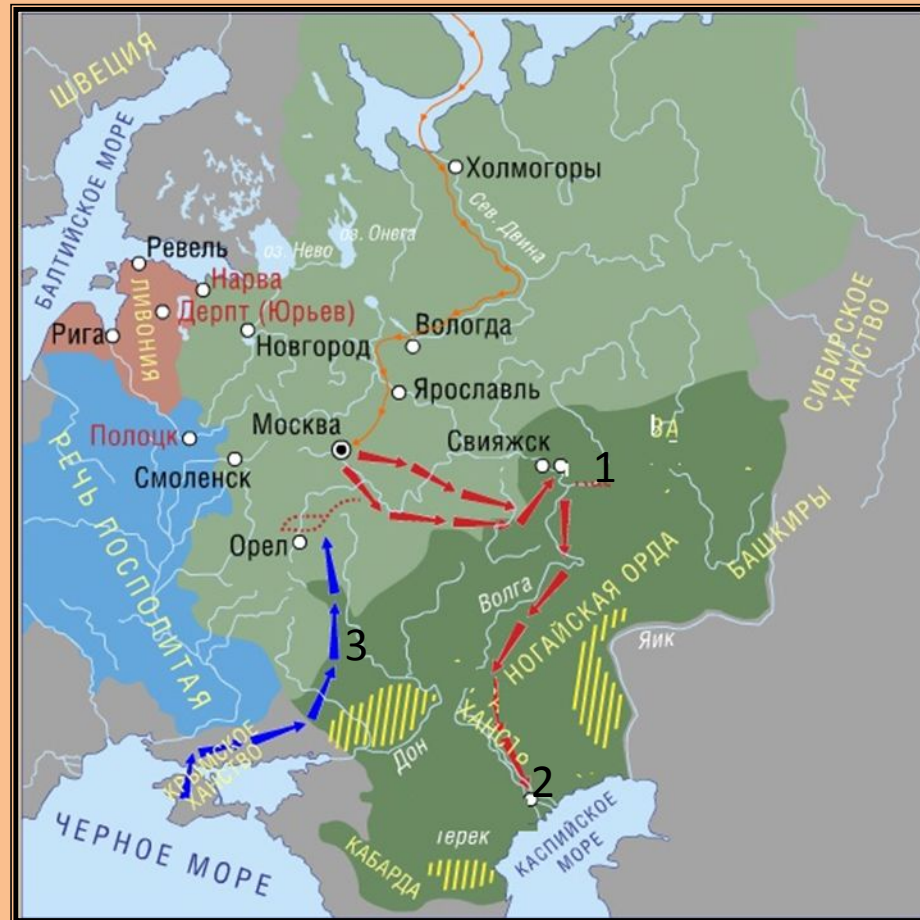 ШВЕЦИЯ
БАЛТИЙСКОЕ МОРЕ
Холмогоры
Сев. Двина
оз. Онега
оз. Нево
Ревель
Нарва
ЛИВОНИЯ
Дерпт (Юрьев)
Рига
Новгород
Вологда
Ярославль
СИБИРСКОЕ
ХАНСТВО
Москва
Свияжск
1
ЗА
Полоцк
Смоленск
РЕЧЬ ПОСПОЛИТАЯ
Орел
БАШКИРЫ
Волга
НОГАЙСКАЯ ОРДА
Яик
3
Дон
КРЫМСКОЕ
ХАНСТВО
2
ЧЕРНОЕ МОРЕ
КАБАРДА
КАСПИЙСКОЕ
МОРЕ